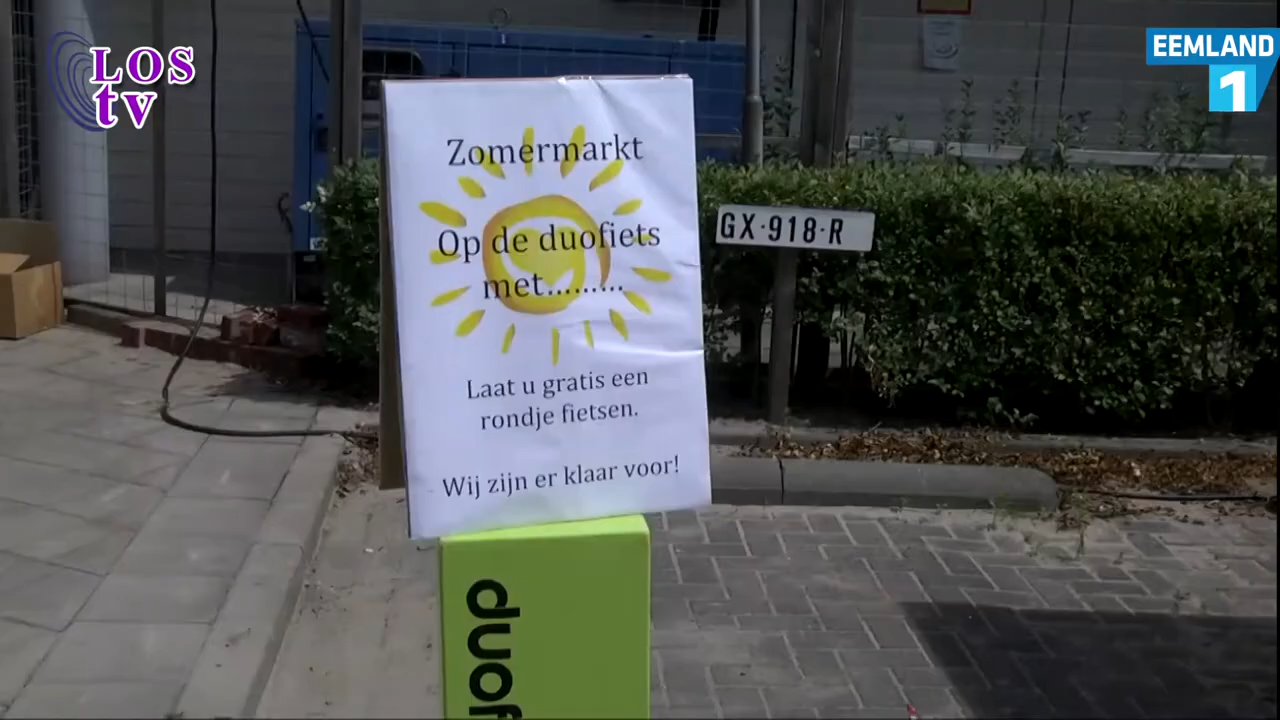 LOS
tv
EEMLAND
1
Zomermarkt
Op de duofiets
met.........
Laat u gratis een
rondje fietsen.
Wij zijn er klaar voor!
GX·918·R
duof